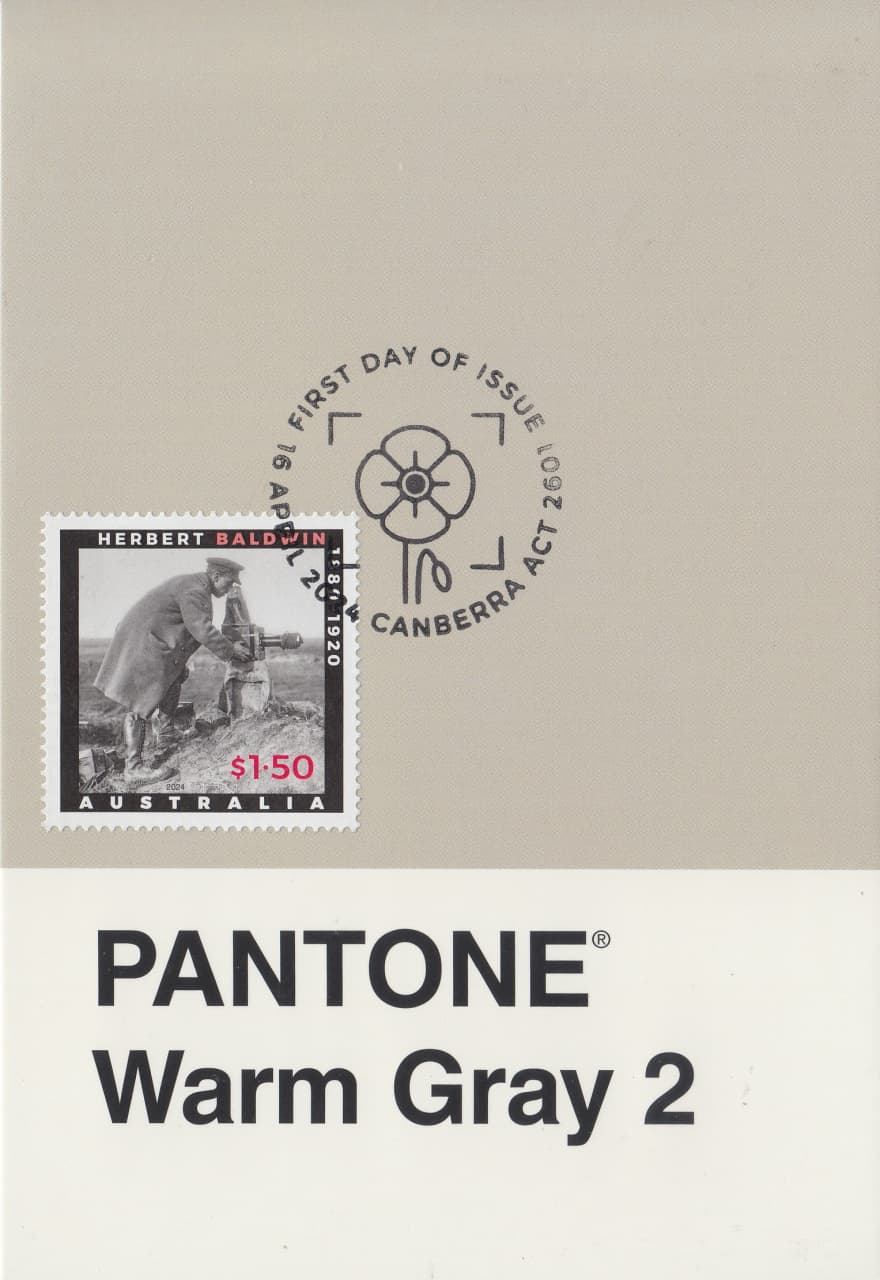 FIRST DAY OF ISSUE
16 APRIL 2024 CANBERRA ACT 2601
HERBERT BALDWIN
1920
$1·50
2024
AUSTRALIA
PANTONE®
Warm Gray 2